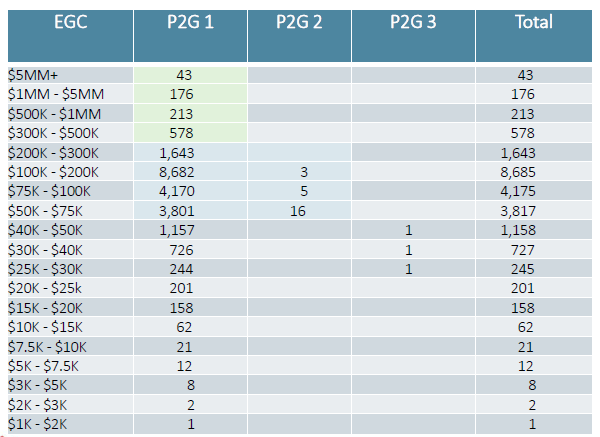 EGC P2G 1 P2G 2 P2G 3 Total
$5MM+ 43 43
$1MM - $5MM 176 176
$500K - $1MM 213 213
$300K - $500K 578 578
$200K - $300K 1,643 1,643
$100K - $200K 8,682 3 8,685
$75K - $100K 4,170 5 4,175
$50K - $75K 3,801 16 3,817
$40K - $50K 1,157 1 1,158
$30K - $40K 726 1 727
$25K - $30K 244 1 245
$20K - $25k 201 201
$15K - $20K 158 158
$10K - $15K 62 62
$7.5K - $10K 21 21
$5K - $7.5K 12 12
$3K - $5K 8 8
$2K - $3K 2 2
$1K - $2K 1 1